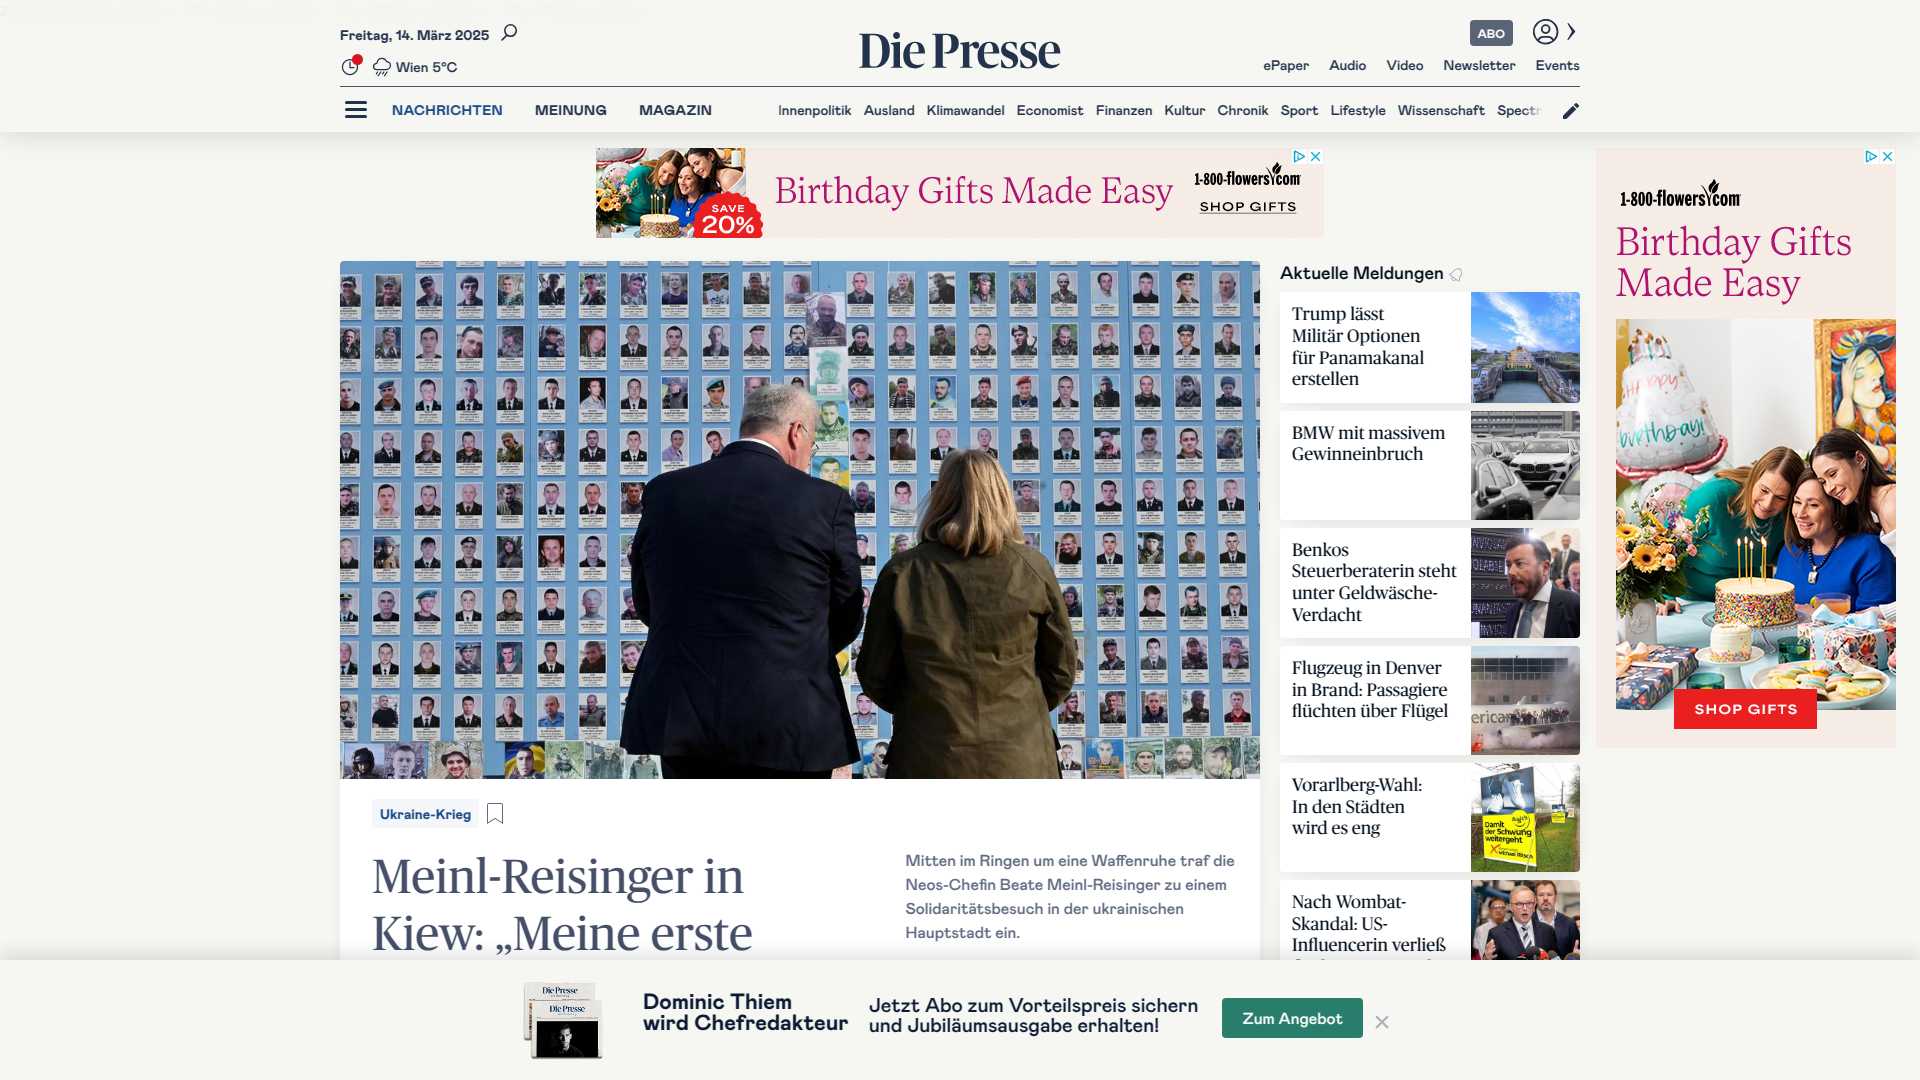 Freitag, 14. März 2025
Wien 5°C
Die Presse
ABO
ePaper Audio Video Newsletter Events
NACHRICHTEN MEINUNG MAGAZIN
Innenpolitik Ausland Klimawandel Economist Finanzen Kultur Chronik Sport Lifestyle Wissenschaft Spectr
SAVE
20%
Birthday Gifts Made Easy
1-800-flowers.com
SHOP GIFTS
Ukraine-Krieg
Meinl-Reisinger in
Kiew: „Meine erste
Mitten im Ringen um eine Waffenruhe traf die
Neos-Chefin Beate Meinl-Reisinger zu einem
Solidaritätsbesuch in der ukrainischen
Hauptstadt ein.
Aktuelle Meldungen
Trump lässt
Militär Optionen
für Panamakanal
erstellen
BMW mit massivem
Gewinneinbruch
Benkos
Steuerberaterin steht
unter Geldwäsche-
Verdacht
Flugzeug in Denver
in Brand: Passagiere
flüchten über Flügel
erican
Vorarlberg-Wahl:
In den Städten
wird es eng
Damit
der Schwung
weitergeht
Nach Wombat-
Skandal: US-
Influencerin verließ
1-800-flowers.com
Birthday Gifts
Made Easy
HAPPY
birthday!
SHOP GIFTS
Die Presse
Die Presse
Dominic Thiem
wird Chefredakteur
Jetzt Abo zum Vorteilspreis sichern
und Jubiläumsausgabe erhalten!
Zum Angebot